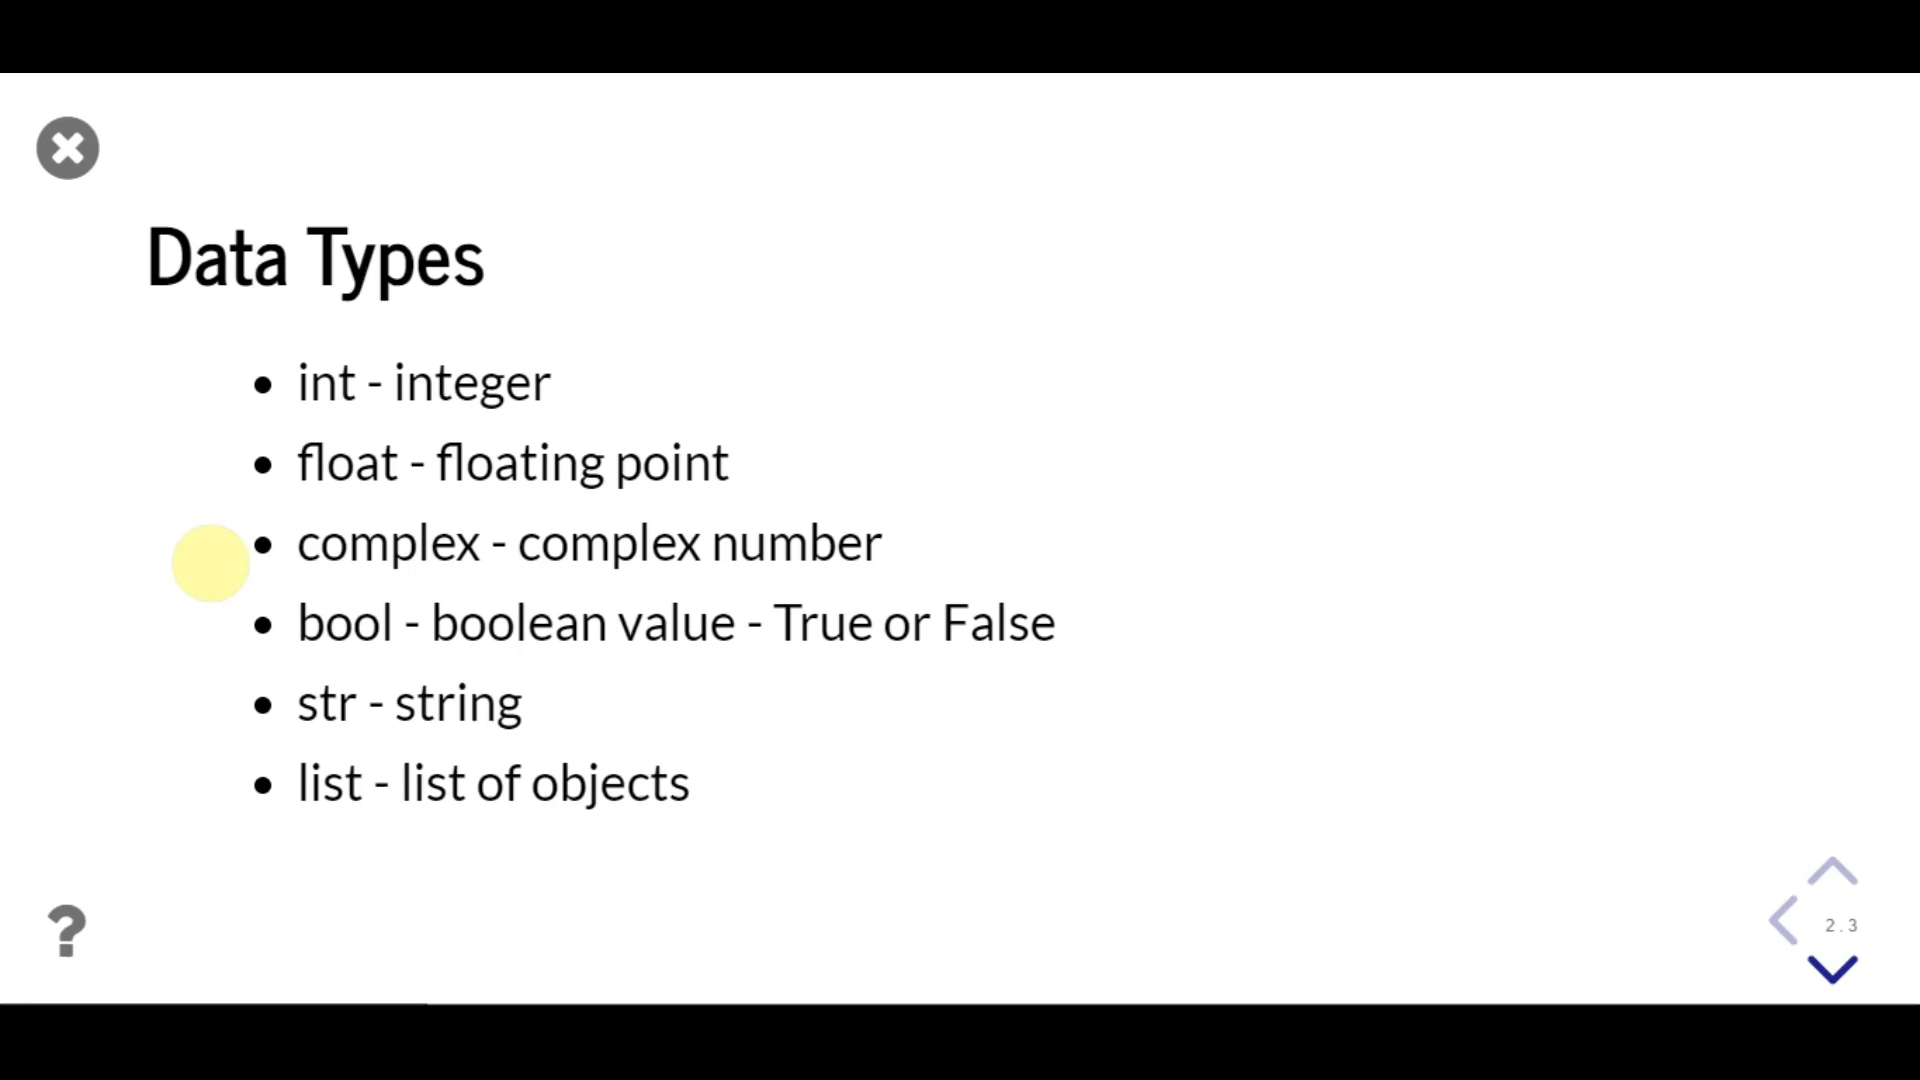 Data Types
• int - integer
• float - floating point
• complex - complex number
• bool - boolean value - True or False
• str - string
• list - list of objects
?
2.3